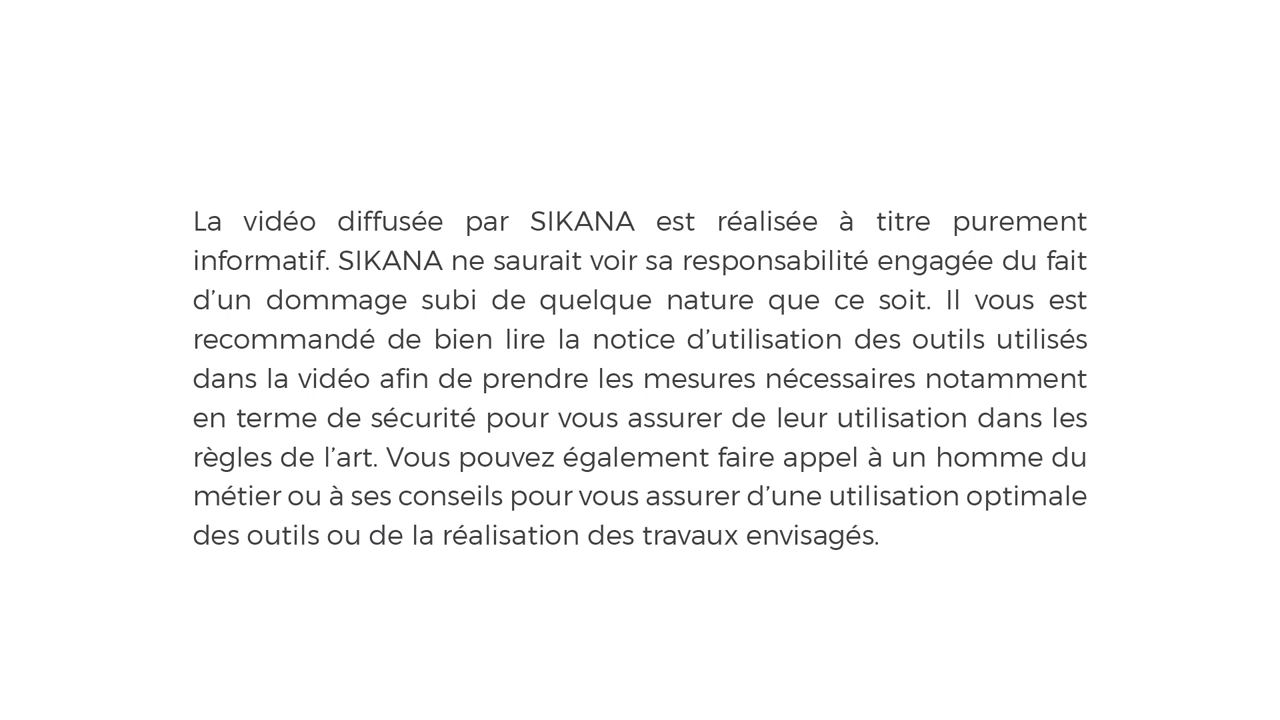 La vidéo diffusée par SIKANA est réalisée à titre purement
informatif. SIKANA ne saurait voir sa responsabilité engagée du fait
d’un dommage subi de quelque nature que ce soit. Il vous est
recommandé de bien lire la notice d’utilisation des outils utilisés
dans la vidéo afin de prendre les mesures nécessaires notamment
en terme de sécurité pour vous assurer de leur utilisation dans les
règles de l’art. Vous pouvez également faire appel à un homme du
métier ou à ses conseils pour vous assurer d’une utilisation optimale
des outils ou de la réalisation des travaux envisagés.